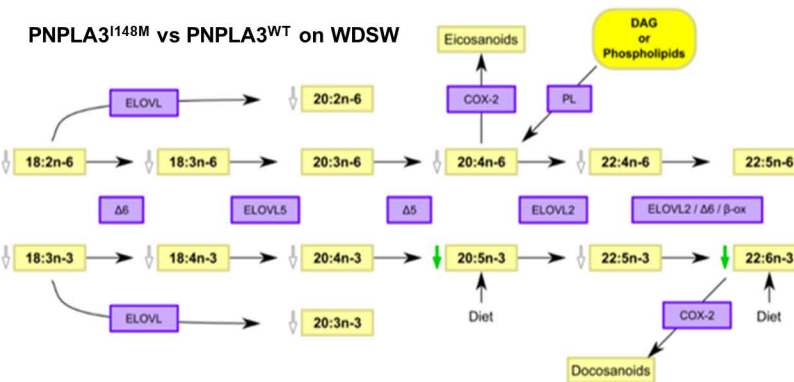 PNPLA3I148M vs PNPLA3WT on WDSW
Eicosanoids
DAG
or
Phospholipids
ELOVL
20:2n-6
COX-2
PL
18:2n-6
18:3n-6
20:3n-6
20:4n-6
22:4n-6
22:5n-6
Δ6
ELOVL5
Δ5
ELOVL2
ELOVL2 / Δ6 / β-ox
18:3n-3
18:4n-3
20:4n-3
20:5n-3
22:5n-3
22:6n-3
ELOVL
20:3n-3
Diet
COX-2
Diet
Docosanoids